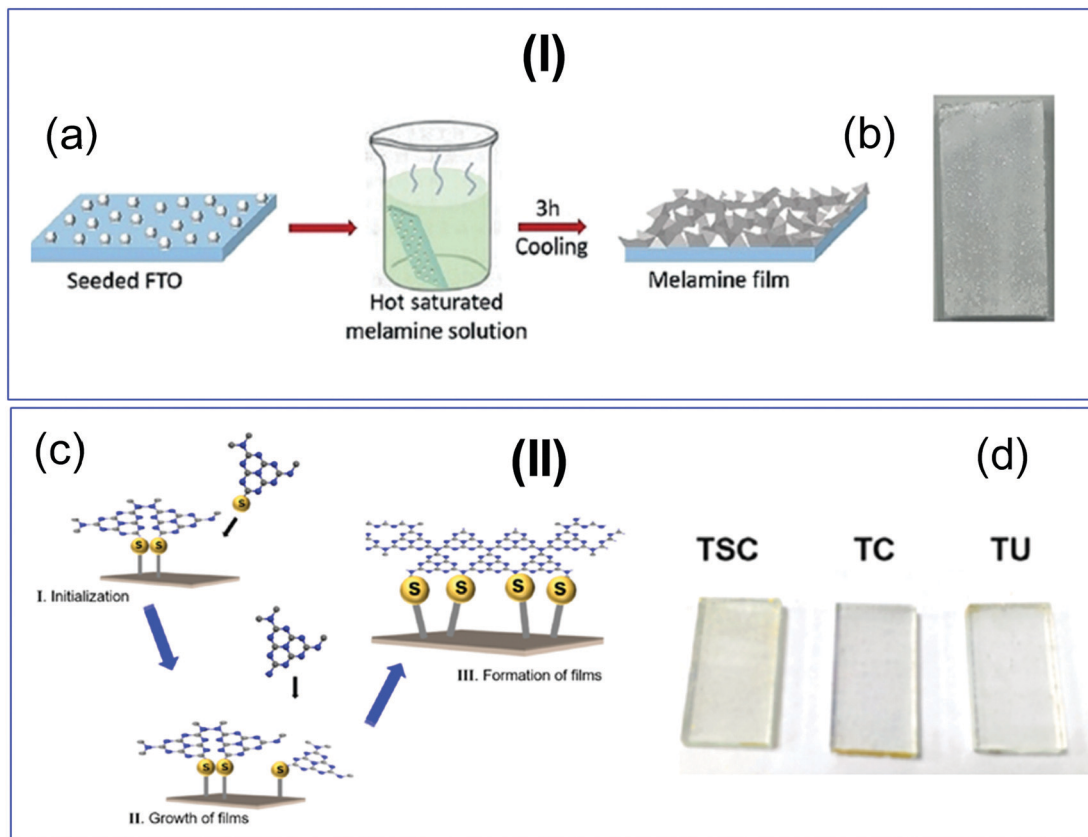 (I)
(a)
(b)
Seeded FTO
Hot saturated
melamine solution
3h
Cooling
Melamine film
(c)
(II)
(d)
S
S S
I. Initialization
S S S
II. Growth of films
S S S S
III. Formation of films
TSC TC TU